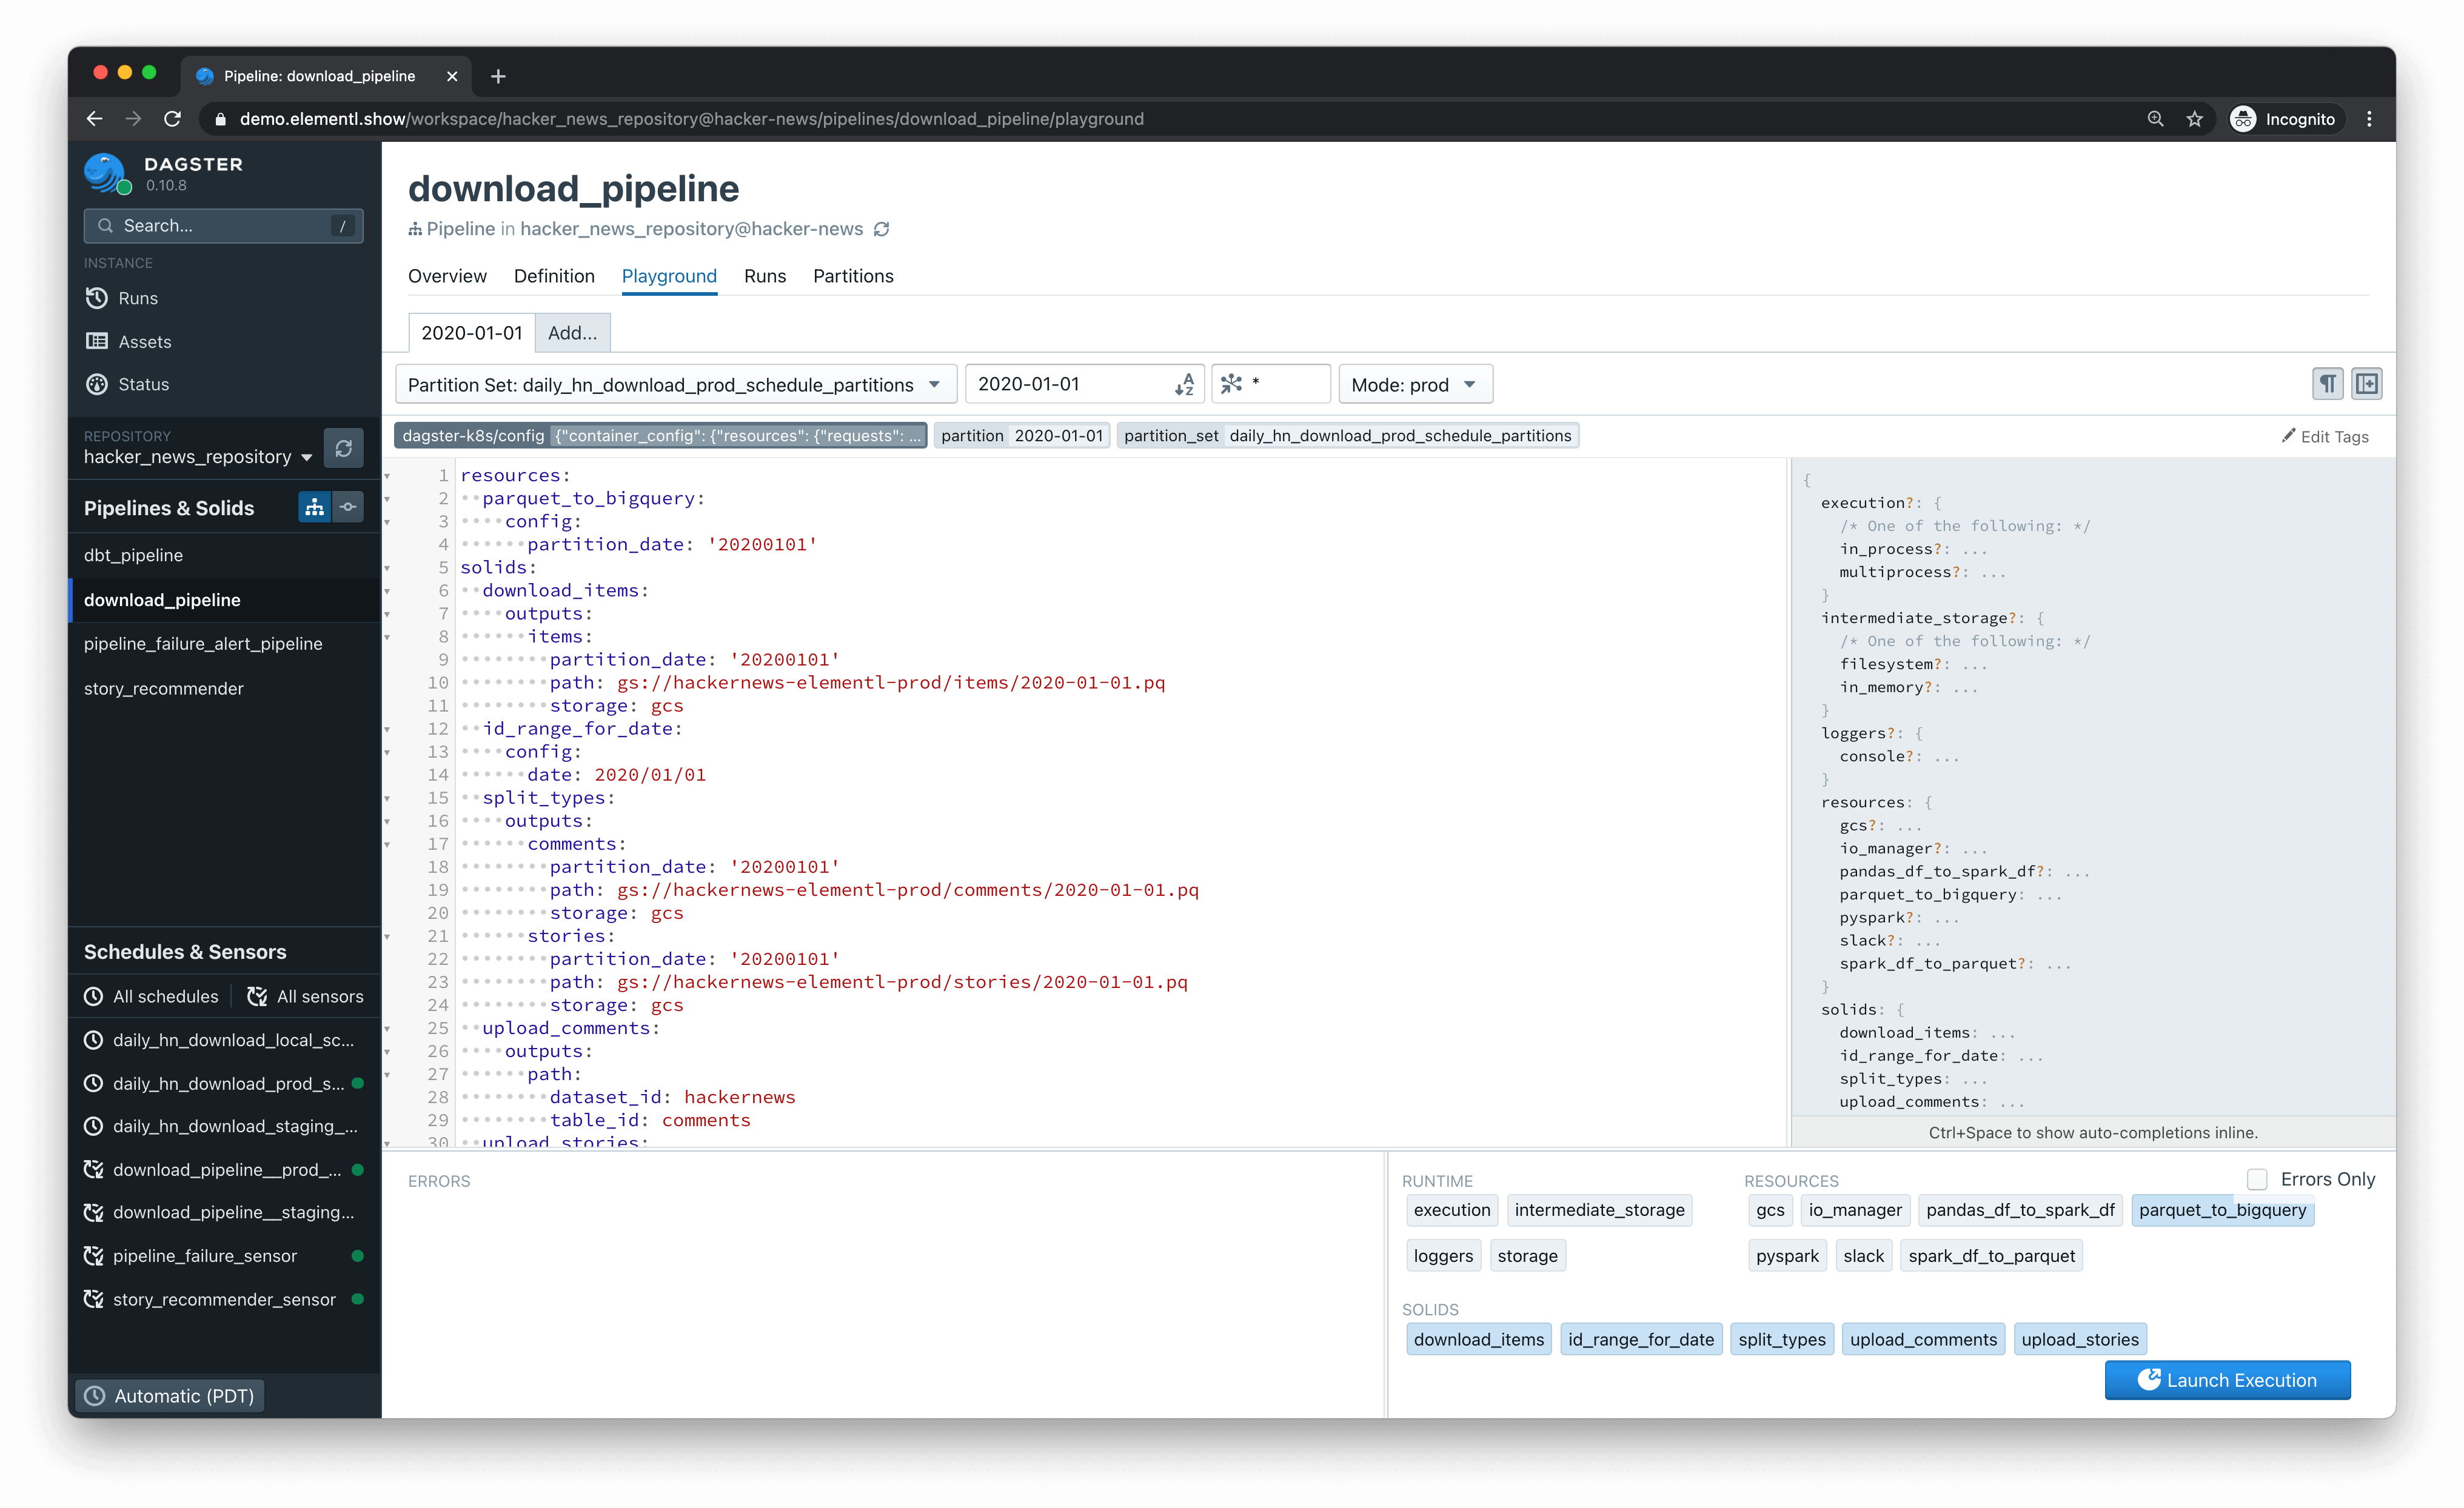 Pipeline: download_pipeline
demo.elementl.show/workspace/hacker_news_repository@hacker-news/pipelines/download_pipeline/playground
Incognito
DAGSTER
0.10.8
Search...
/
INSTANCE
Runs
Assets
Status
REPOSITORY
hacker_news_repository
Pipelines & Solids
dbt_pipeline
download_pipeline
pipeline_failure_alert_pipeline
story_recommender
Schedules & Sensors
All schedules
All sensors
daily_hn_download_local_sc...
daily_hn_download_prod_s...
daily_hn_download_staging_...
download_pipeline__prod_...
download_pipeline__staging...
pipeline_failure_sensor
story_recommender_sensor
Automatic (PDT)
download_pipeline
Pipeline in hacker_news_repository@hacker-news
Overview Definition Playground Runs Partitions
2020-01-01 Add...
Partition Set: daily_hn_download_prod_schedule_partitions
2020-01-01
*
Mode: prod
dagster-k8s/config {"container_config": {"resources": {"requests": ...
partition 2020-01-01
partition_set daily_hn_download_prod_schedule_partitions
Edit Tags
1 resources:
2 parquet_to_bigquery:
3 config:
4 partition_date: '20200101'
5 solids:
6 download_items:
7 outputs:
8 items:
9 partition_date: '20200101'
10 path: gs://hackernews-elementl-prod/items/2020-01-01.pq
11 storage: gcs
12 id_range_for_date:
13 config:
14 date: 2020/01/01
15 split_types:
16 outputs:
17 comments:
18 partition_date: '20200101'
19 path: gs://hackernews-elementl-prod/comments/2020-01-01.pq
20 storage: gcs
21 stories:
22 partition_date: '20200101'
23 path: gs://hackernews-elementl-prod/stories/2020-01-01.pq
24 storage: gcs
25 upload_comments:
26 outputs:
27 path:
28 dataset_id: hackernews
29 table_id: comments
30 upload_stories:
{
execution?: {
/* One of the following: */
in_process?: ...
multiprocess?: ...
}
intermediate_storage?: {
/* One of the following: */
filesystem?: ...
in_memory?: ...
}
loggers?: {
console?: ...
}
resources: {
gcs?: ...
io_manager?: ...
pandas_df_to_spark_df?: ...
parquet_to_bigquery: ...
pyspark?: ...
slack?: ...
spark_df_to_parquet?: ...
}
solids: {
download_items: ...
id_range_for_date: ...
split_types: ...
upload_comments: ...
Ctrl+Space to show auto-completions inline.
ERRORS
RUNTIME
execution intermediate_storage
loggers storage
RESOURCES
Errors Only
gcs io_manager pandas_df_to_spark_df parquet_to_bigquery
pyspark slack spark_df_to_parquet
SOLIDS
download_items id_range_for_date split_types upload_comments upload_stories
Launch Execution